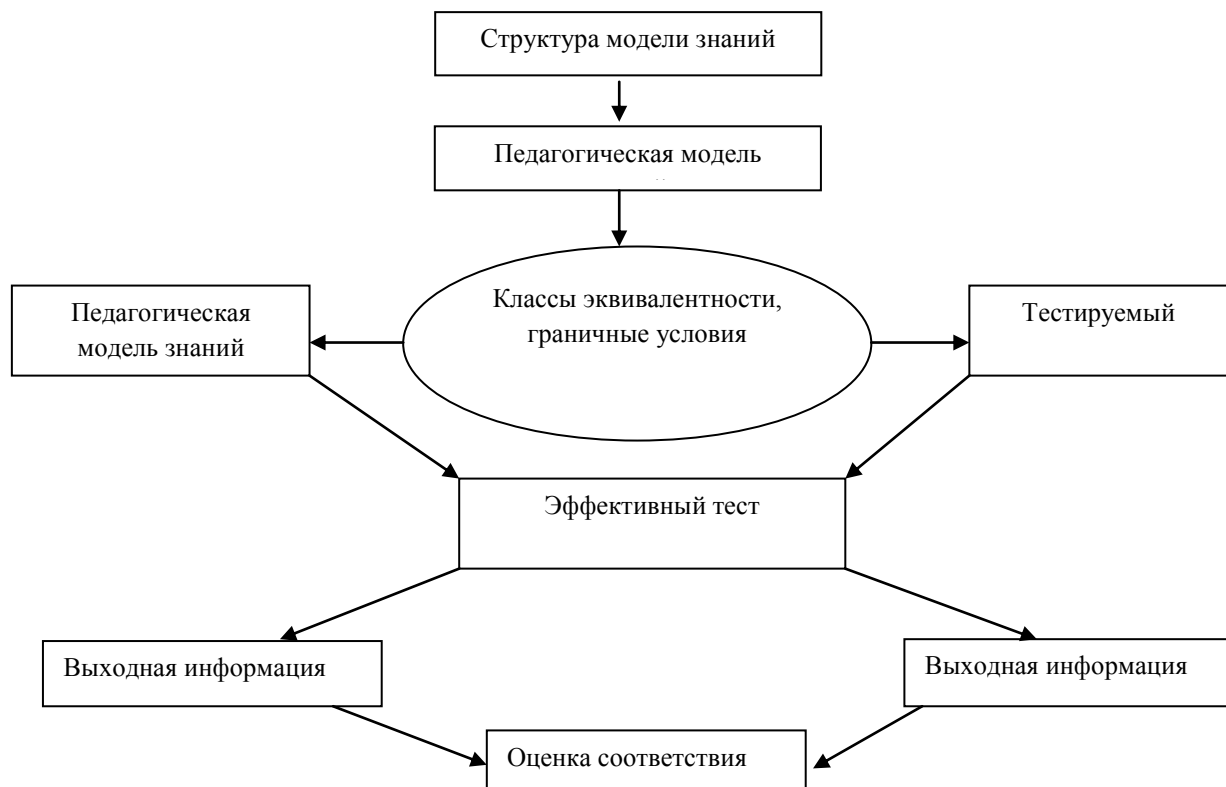 Структура модели знаний
Педагогическая модель
Классы эквивалентности,
граничные условия
Педагогическая
модель знаний
Тестируемый
Эффективный тест
Выходная информация
Выходная информация
Оценка соответствия